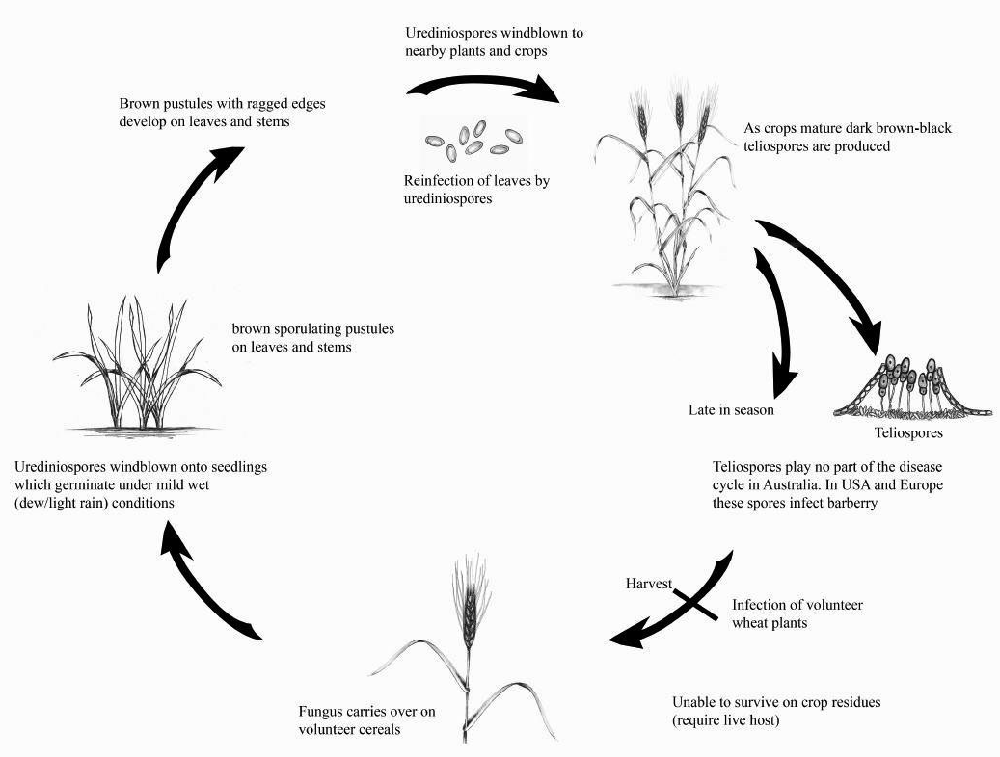 Urediniospores windblown to
nearby plants and crops
Brown pustules with ragged edges
develop on leaves and stems
As crops mature dark brown-black
teliospores are produced
Reinfection of leaves by
urediniospores
brown sporulating pustules
on leaves and stems
Late in season
Teliospores
Urediniospores windblown onto seedlings
which germinate under mild wet
(dew/light rain) conditions
Teliospores play no part of the disease
cycle in Australia. In USA and Europe
these spores infect barberry
Harvest
Infection of volunteer
wheat plants
Fungus carries over on
volunteer cereals
Unable to survive on crop residues
(require live host)